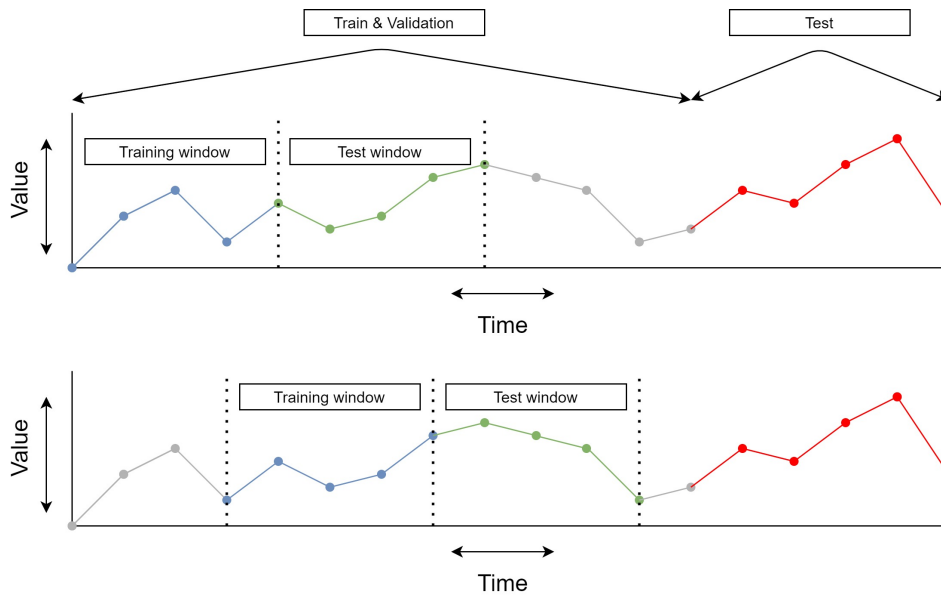 Train & Validation
Test
Training window
Test window
Value
Time
Training window
Test window
Value
Time